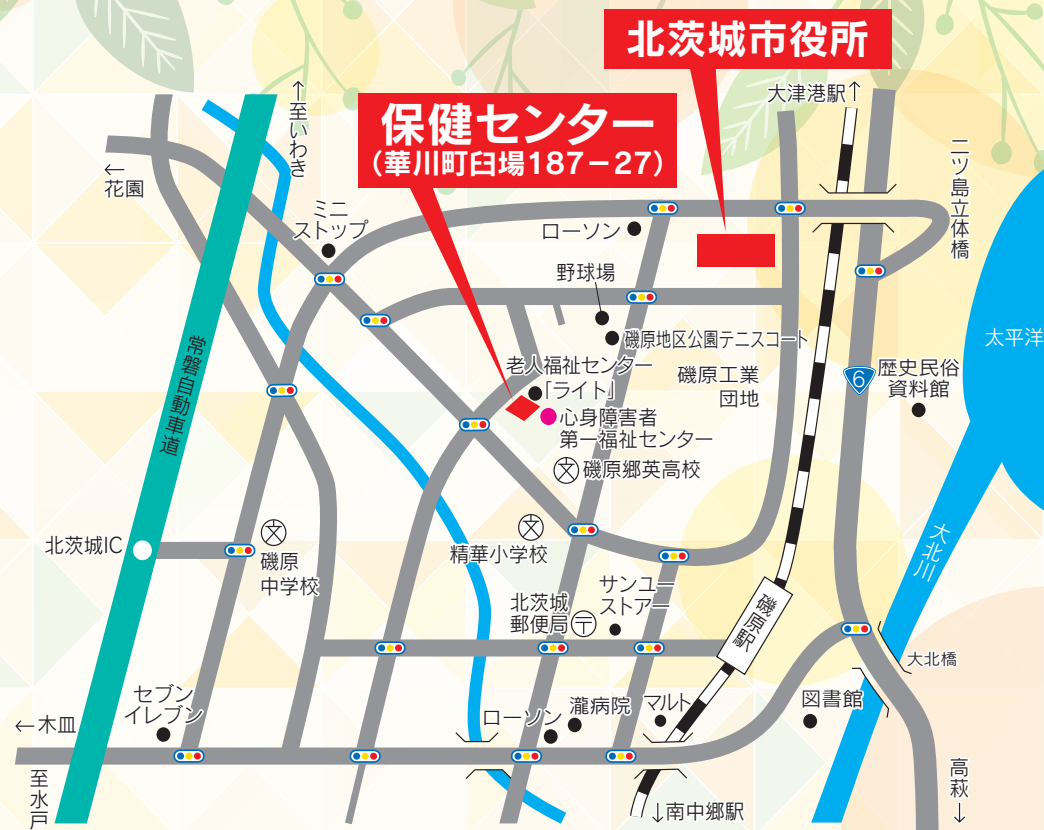 北茨城市役所
大津港駅↑
↑至いわき
保健センター
（華川町臼場187－27）
←
花園
ミニ
ストップ
ローソン
二ツ島立体橋
野球場
磯原地区公園テニスコート
太平洋
常磐自動車道
老人福祉センター
「ライト」
磯原工業
団地
6
歴史民俗
資料館
心身障害者
第一福祉センター
文
磯原郷英高校
北茨城IC
文
磯原
中学校
文
精華小学校
大北川
サンユー
ストアー
北茨城
郵便局
〒
磯原駅
大北橋
セブン
イレブン
←木皿
ローソン
瀧病院
マルト
図書館
至水戸
↓南中郷駅
高萩↓